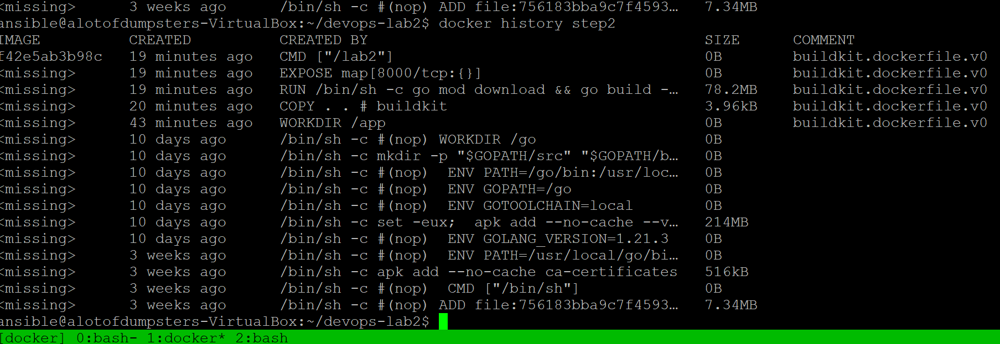 <missing>      3 weeks ago      /bin/sh -c #(nop) ADD file:756183bba9c7f4593…   7.34MB
ansible@alotofdumpsters-VirtualBox:~/devops-lab2$ docker history step2
IMAGE          CREATED          CREATED BY                                      SIZE      COMMENT
f42e5ab3b98c   19 minutes ago   CMD ["/lab2"]                                   0B        buildkit.dockerfile.v0
<missing>      19 minutes ago   EXPOSE map[8000/tcp:{}]                         0B        buildkit.dockerfile.v0
<missing>      19 minutes ago   RUN /bin/sh -c go mod download && go build -…   78.2MB    buildkit.dockerfile.v0
<missing>      20 minutes ago   COPY . . # buildkit                             3.96kB    buildkit.dockerfile.v0
<missing>      43 minutes ago   WORKDIR /app                                    0B        buildkit.dockerfile.v0
<missing>      10 days ago      /bin/sh -c #(nop) WORKDIR /go                   0B
<missing>      10 days ago      /bin/sh -c mkdir -p "$GOPATH/src" "$GOPATH/b…   0B
<missing>      10 days ago      /bin/sh -c #(nop)  ENV PATH=/go/bin:/usr/loc…   0B
<missing>      10 days ago      /bin/sh -c #(nop)  ENV GOPATH=/go               0B
<missing>      10 days ago      /bin/sh -c #(nop)  ENV GOTOOLCHAIN=local        0B
<missing>      10 days ago      /bin/sh -c set -eux;  apk add --no-cache --v…   214MB
<missing>      10 days ago      /bin/sh -c #(nop)  ENV GOLANG_VERSION=1.21.3    0B
<missing>      3 weeks ago      /bin/sh -c #(nop)  ENV PATH=/usr/local/go/bi…   0B
<missing>      3 weeks ago      /bin/sh -c apk add --no-cache ca-certificates   516kB
<missing>      3 weeks ago      /bin/sh -c #(nop)  CMD ["/bin/sh"]              0B
<missing>      3 weeks ago      /bin/sh -c #(nop) ADD file:756183bba9c7f4593…   7.34MB
ansible@alotofdumpsters-VirtualBox:~/devops-lab2$
[docker] 0:bash- 1:docker* 2:bash